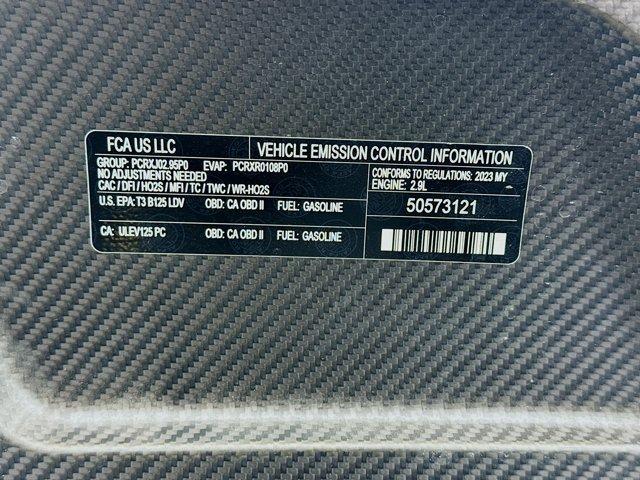 FCA US LLC
VEHICLE EMISSION CONTROL INFORMATION
GROUP: PCRXJ02.95P0 EVAP: PCRXR0108P0
NO ADJUSTMENTS NEEDED
CAC / DFI / HO2S / MFI / TC / TWC / WR-HO2S
CONFORMS TO REGULATIONS: 2023 MY
ENGINE: 2.9L
U.S. EPA: T3 B125 LDV OBD: CA OBD II FUEL: GASOLINE
50573121
CA: ULEV125 PC OBD: CA OBD II FUEL: GASOLINE